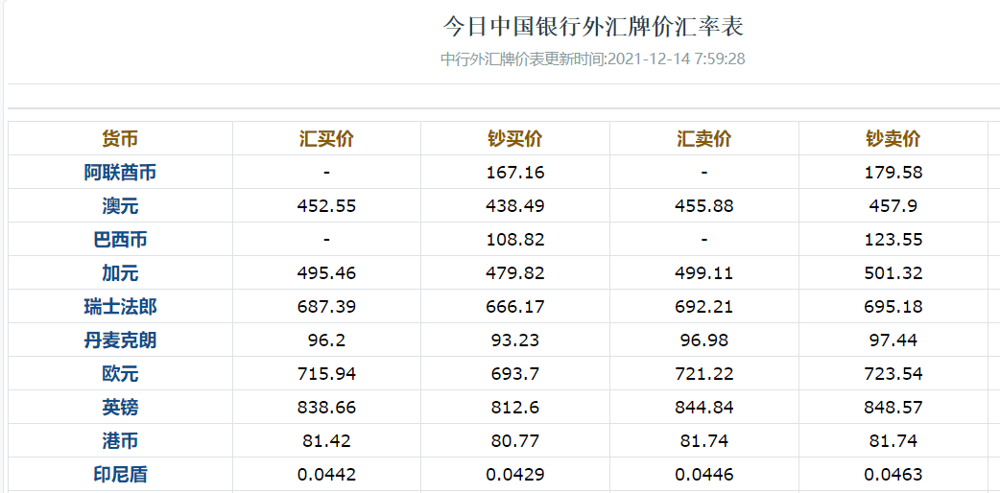 今日中国银行外汇牌价汇率表
中行外汇牌价表更新时间:2021-12-14 7:59:28
货币 汇买价 钞买价 汇卖价 钞卖价
阿联酋币 - 167.16 - 179.58
澳元 452.55 438.49 455.88 457.9
巴西币 - 108.82 - 123.55
加元 495.46 479.82 499.11 501.32
瑞士法郎 687.39 666.17 692.21 695.18
丹麦克朗 96.2 93.23 96.98 97.44
欧元 715.94 693.7 721.22 723.54
英镑 838.66 812.6 844.84 848.57
港币 81.42 80.77 81.74 81.74
印尼盾 0.0442 0.0429 0.0446 0.0463